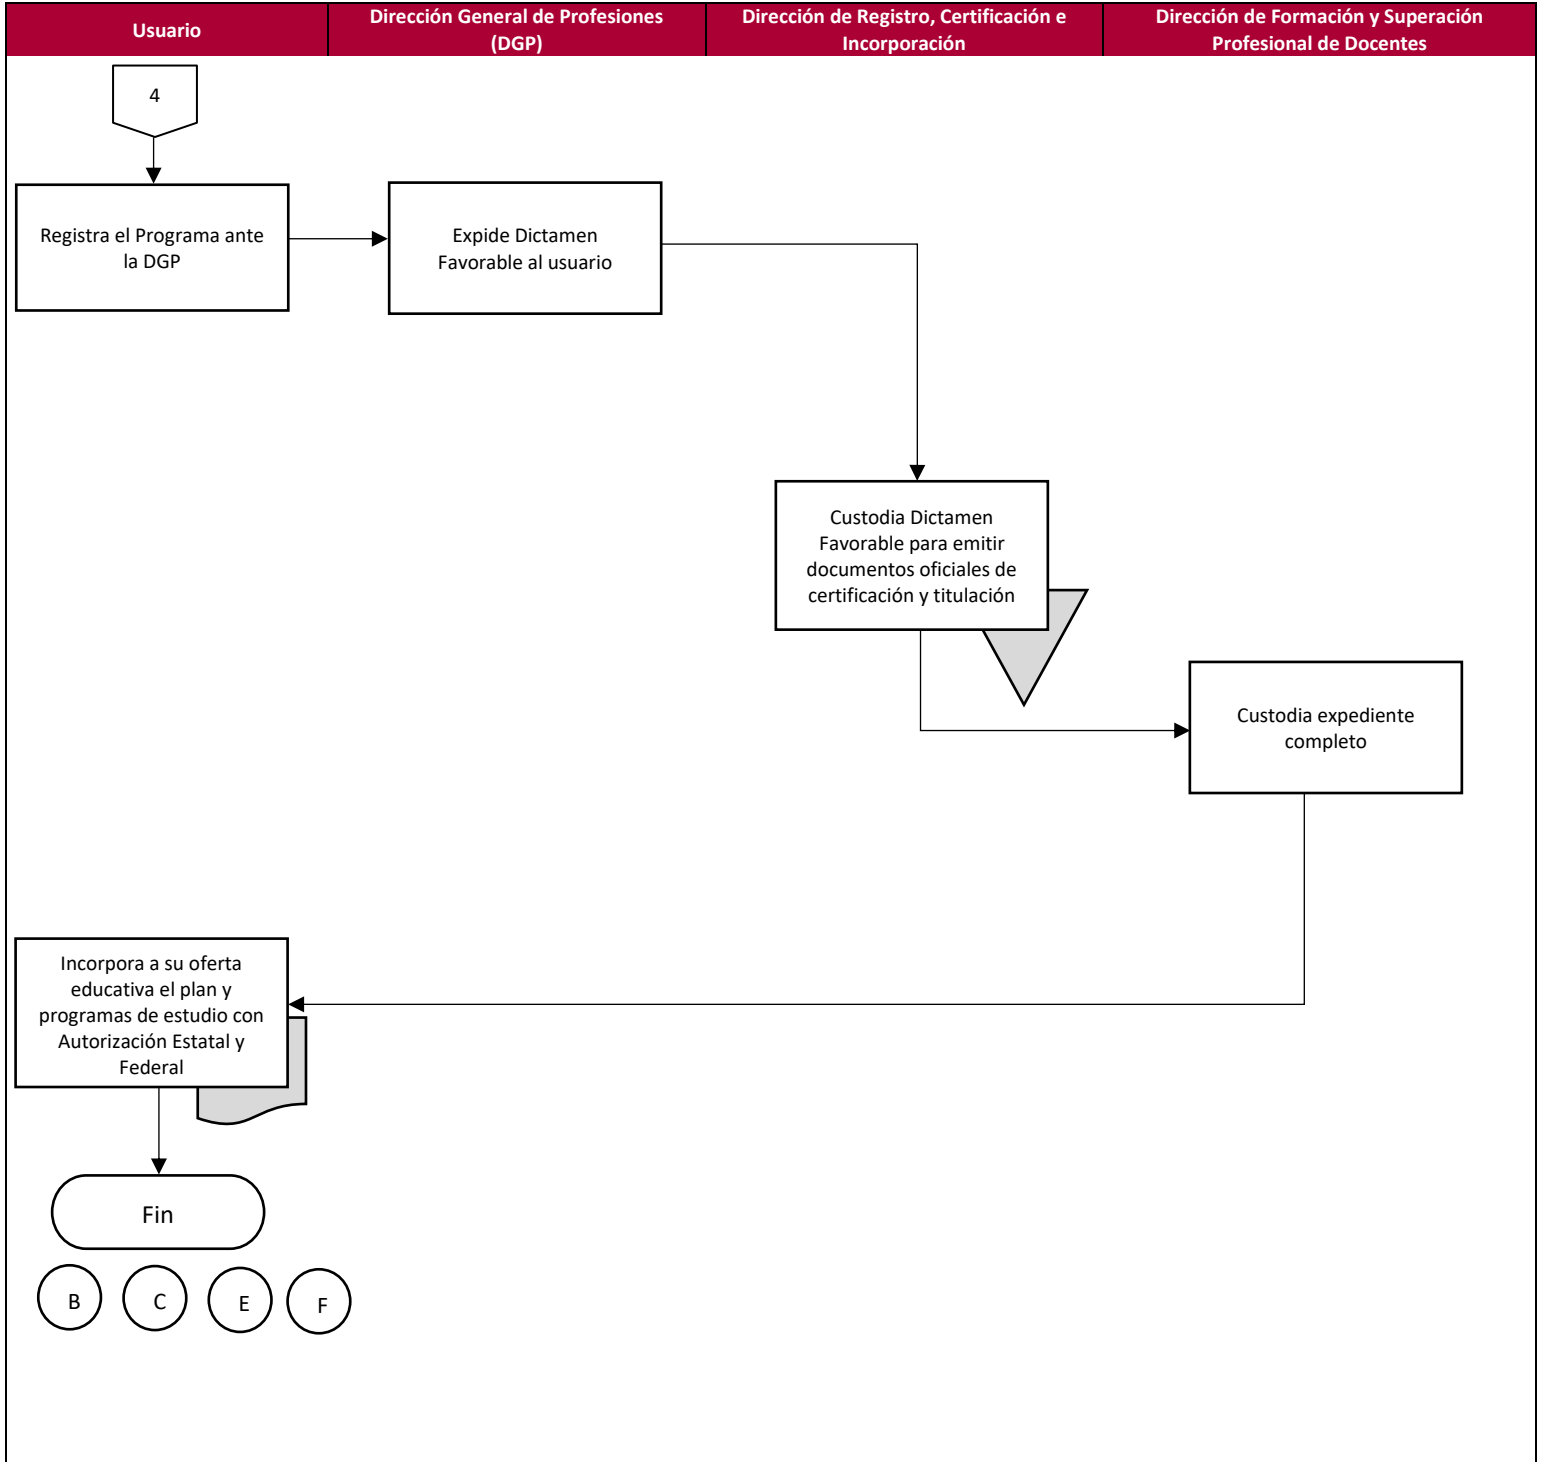 Usuario
Dirección General de Profesiones
(DGP)
Dirección de Registro, Certificación e
Incorporación
Dirección de Formación y Superación
Profesional de Docentes
4
Registra el Programa ante
la DGP
Expide Dictamen
Favorable al usuario
Custodia Dictamen
Favorable para emitir
documentos oficiales de
certificación y titulación
Custodia expediente
completo
Incorpora a su oferta
educativa el plan y
programas de estudio con
Autorización Estatal y
Federal
Fin
B
C
E
F